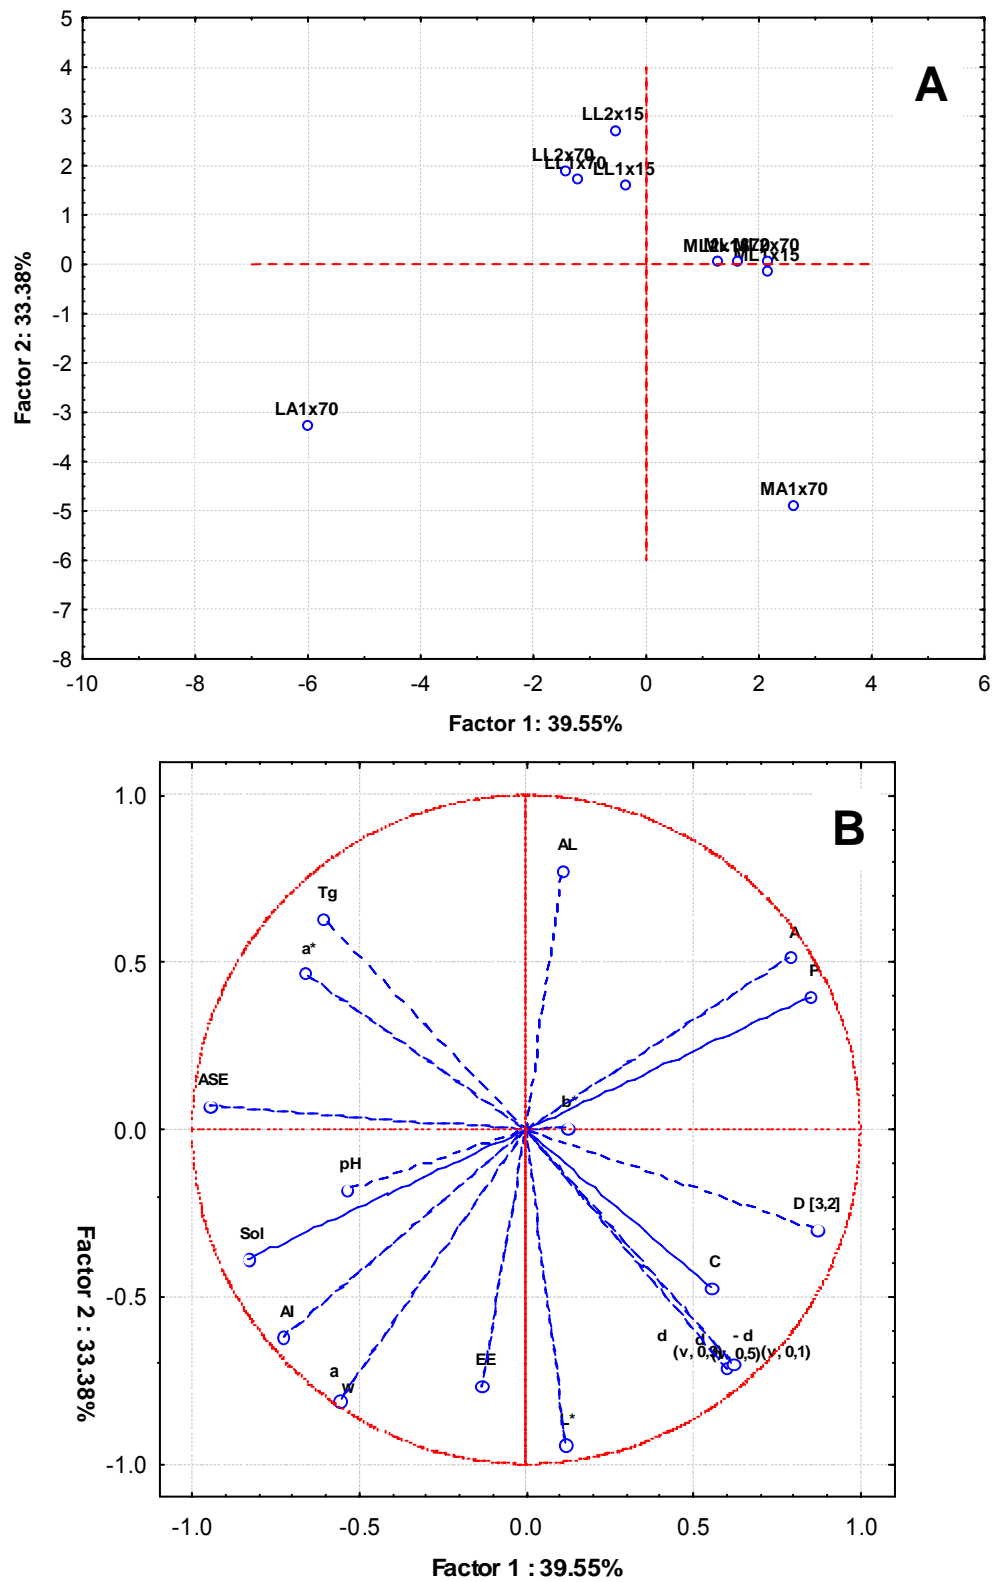 5
A
4
LL2x15
3
LL2x70
LL1x70
LL1x15
2
1
ML2x70
ML1x15
0
-1
-2
LA1x70
-3
-4
MA1x70
-5
-6
-7
-8
Factor 2: 33.38%
-10 -8 -6 -4 -2 0 2 4 6
Factor 1: 39.55%
1.0
B
AL
Tg
A
a*
P
0.5
ASE
b*
0.0
pH
D [3,2]
Sol
C
-0.5
AI
d d - d
(v, 0,5)(v, 0,1)
a
w
EE
L*
-1.0
Factor 2 : 33.38%
-1.0 -0.5 0.0 0.5 1.0
Factor 1 : 39.55%